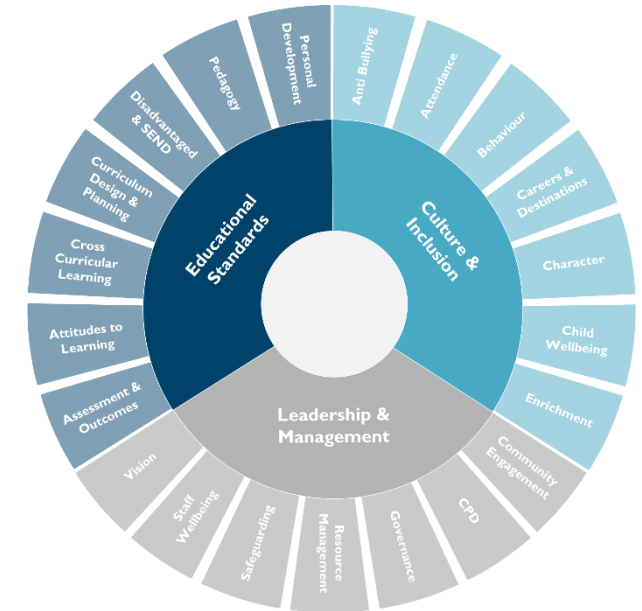 Educational
Standards
Culture &
Inclusion
Leadership &
Management
Anti Bullying
Attendance
Behaviour
Careers &
Destinations
Character
Child
Wellbeing
Enrichment
Community
Engagement
CPD
Governance
Resource
Management
Safeguarding
Staff
Wellbeing
Vision
Assessment &
Outcomes
Attitudes to
Learning
Cross
Curricular
Learning
Curriculum
Design &
Planning
Disadvantaged
& SEND
Pedagogy
Personal
Development